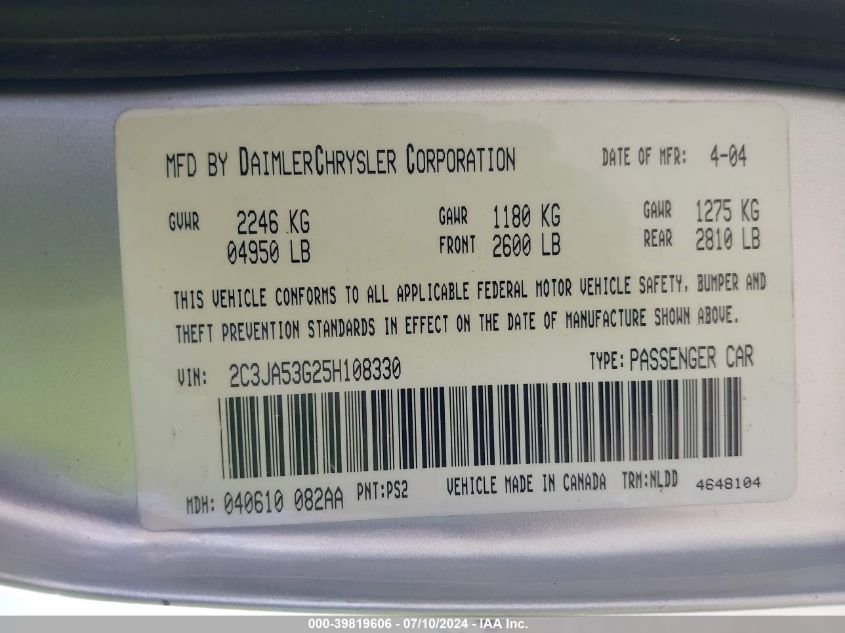 MFD BY DAIMLERCHRYSLER CORPORATION DATE OF MFR: 4-04
GVWR 2246 KG GAWR 1180 KG GAWR 1275 KG
04950 LB FRONT 2600 LB REAR 2810 LB
THIS VEHICLE CONFORMS TO ALL APPLICABLE FEDERAL MOTOR VEHICLE SAFETY, BUMPER AND
THEFT PREVENTION STANDARDS IN EFFECT ON THE DATE OF MANUFACTURE SHOWN ABOVE.
VIN: 2C3JA53G25H108330 TYPE: PASSENGER CAR
MDH: 040610 082AA PNT:PS2 VEHICLE MADE IN CANADA TRM:NLDD 4648104
000-39819606 - 07/10/2024 - IAA Inc.